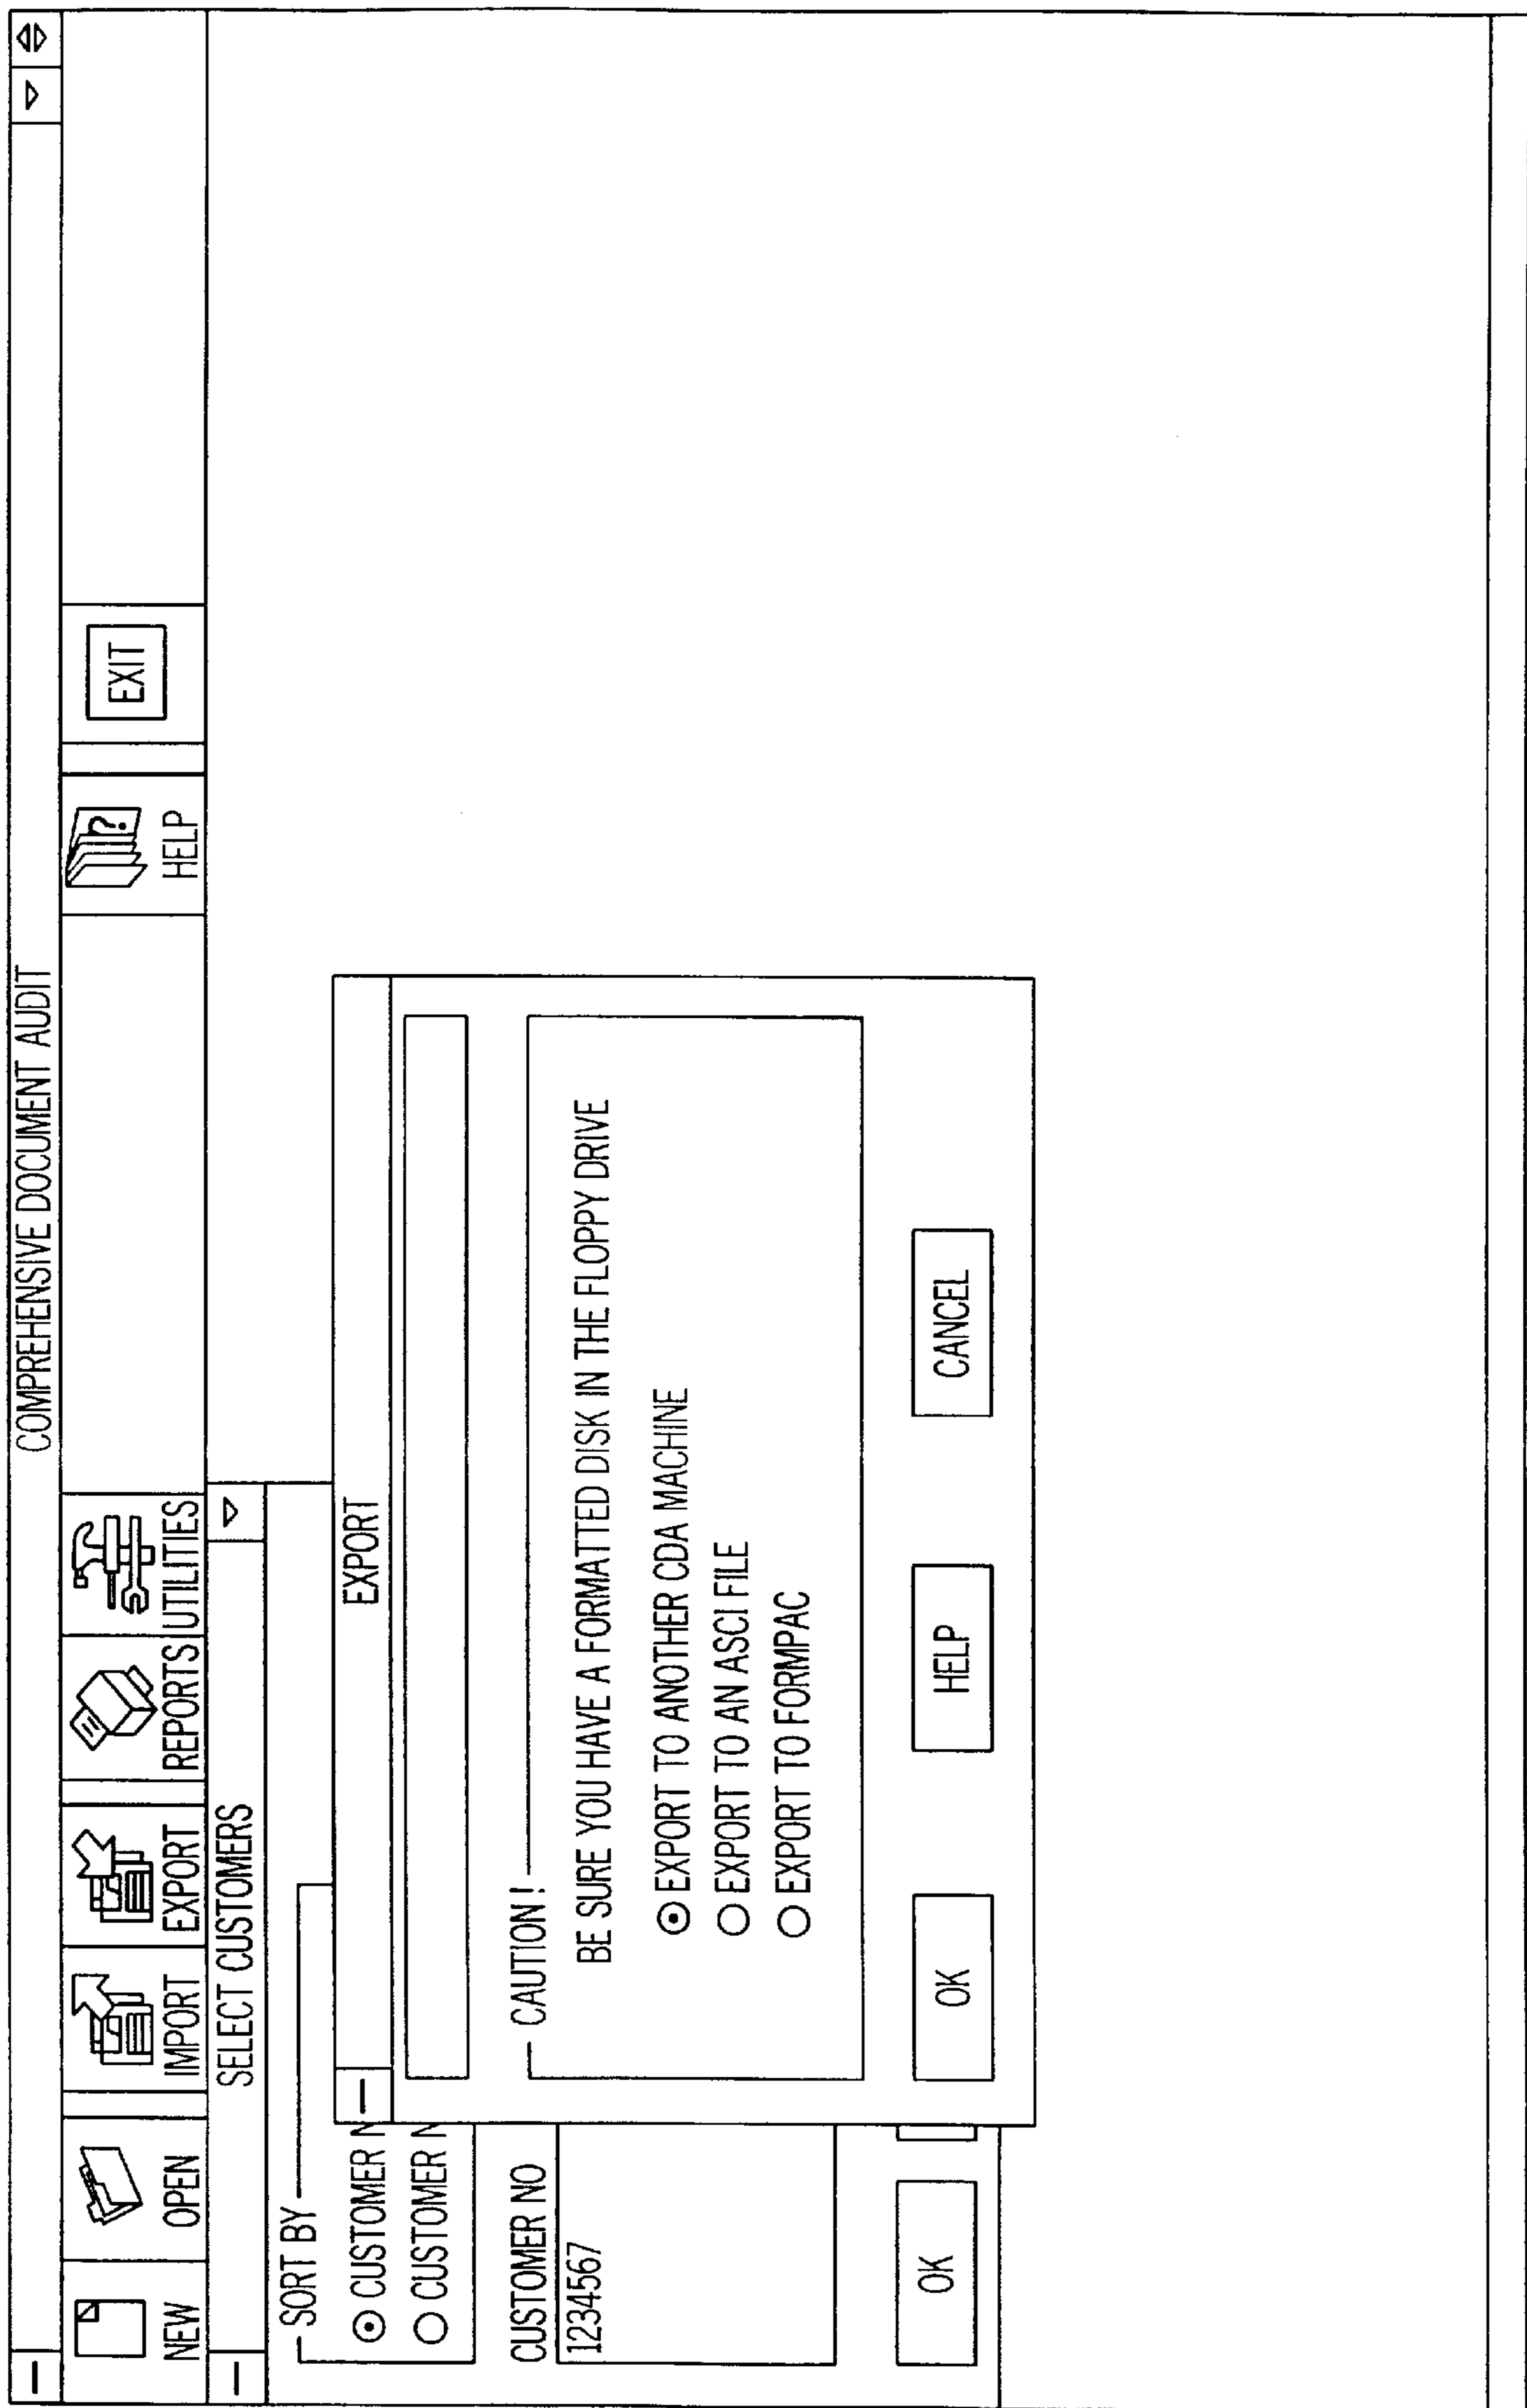 COMPREHENSIVE DOCUMENT AUDIT
NEW OPEN IMPORT EXPORT REPORTS UTILITIES HELP EXIT
SELECT CUSTOMERS
SORT BY
CUSTOMER N
CUSTOMER N
CUSTOMER NO
1234567
OK
EXPORT
CAUTION !
BE SURE YOU HAVE A FORMATTED DISK IN THE FLOPPY DRIVE
EXPORT TO ANOTHER CDA MACHINE
EXPORT TO AN ASCI FILE
EXPORT TO FORMPAC
OK HELP CANCEL